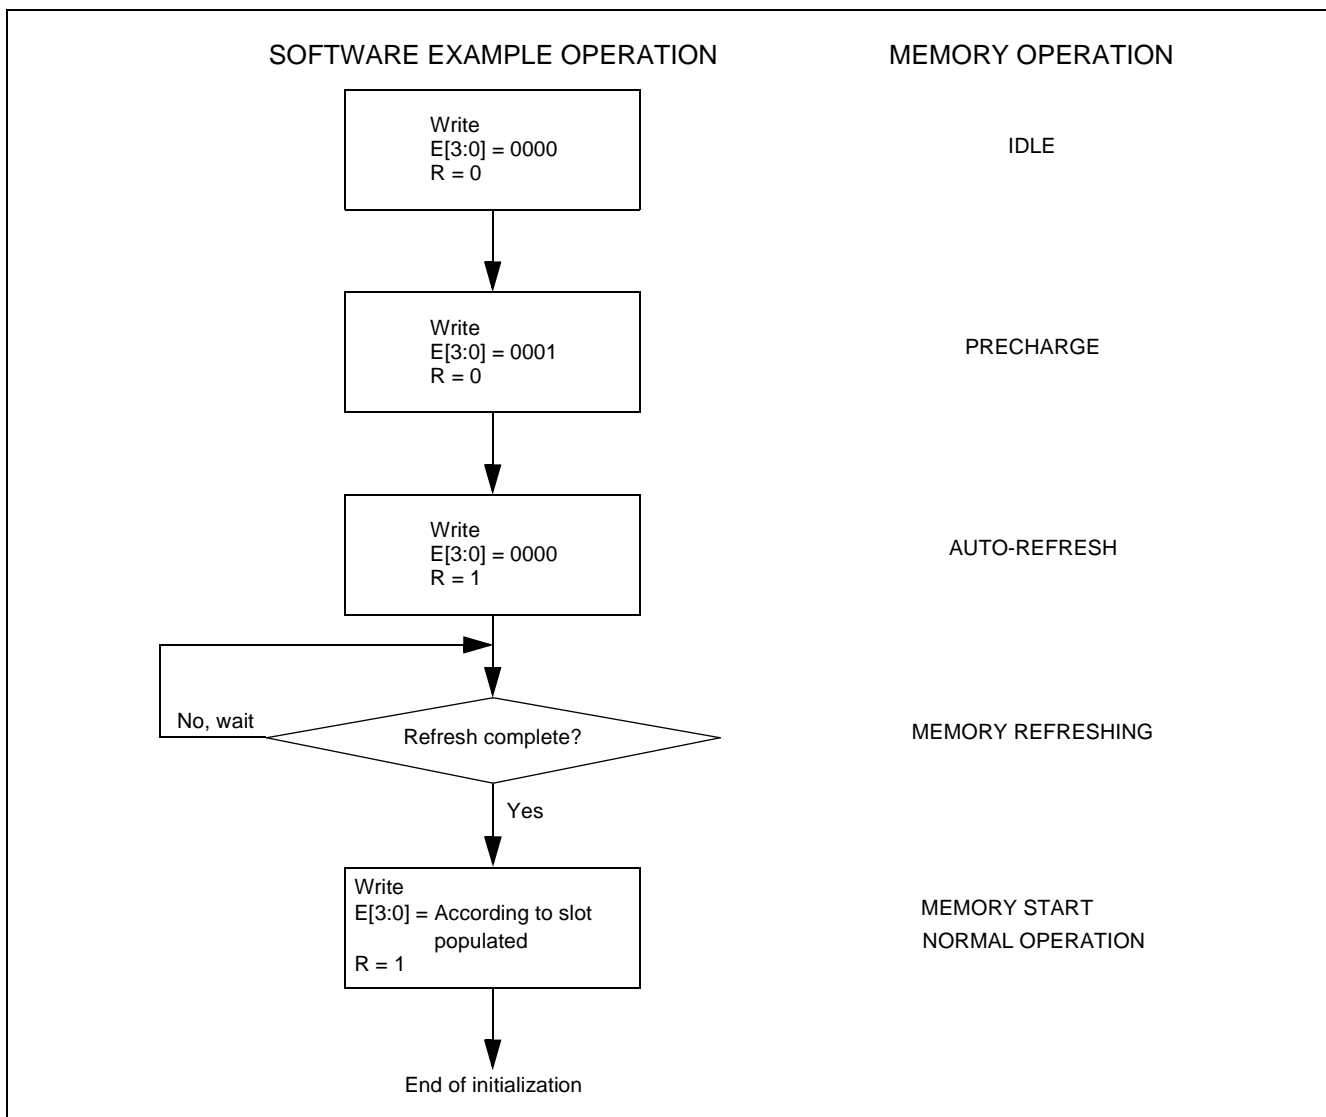 SOFTWARE EXAMPLE OPERATION
MEMORY OPERATION
Write
E[3:0] = 0000
R = 0
IDLE
Write
E[3:0] = 0001
R = 0
PRECHARGE
Write
E[3:0] = 0000
R = 1
AUTO-REFRESH
No, wait
Refresh complete?
MEMORY REFRESHING
Yes
Write
E[3:0] = According to slot
populated
R = 1
MEMORY START
NORMAL OPERATION
End of initialization